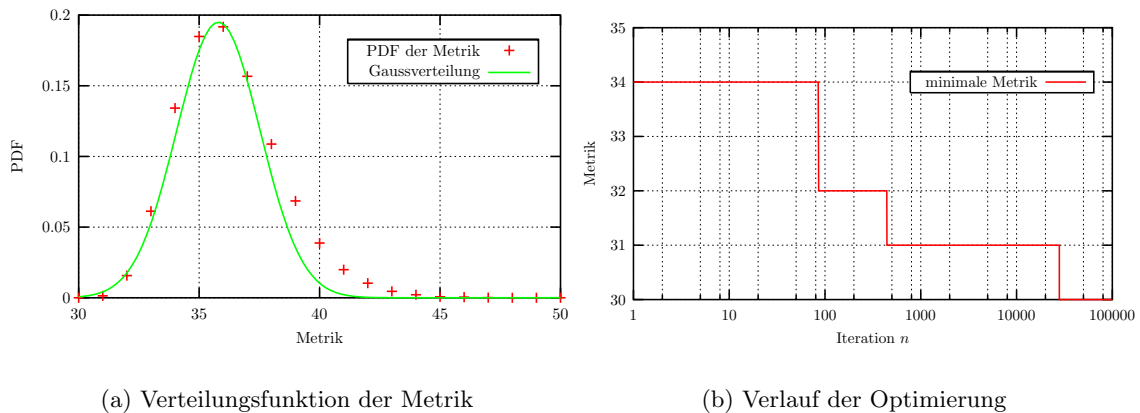 0.2
0.15
0.1
0.05
0
30
35
40
45
50
PDF
Metrik
PDF der Metrik
Gaussverteilung
(a) Verteilungsfunktion der Metrik
35
34
33
32
31
30
1
10
100
1000
10000
100000
Metrik
Iteration n
minimale Metrik
(b) Verlauf der Optimierung